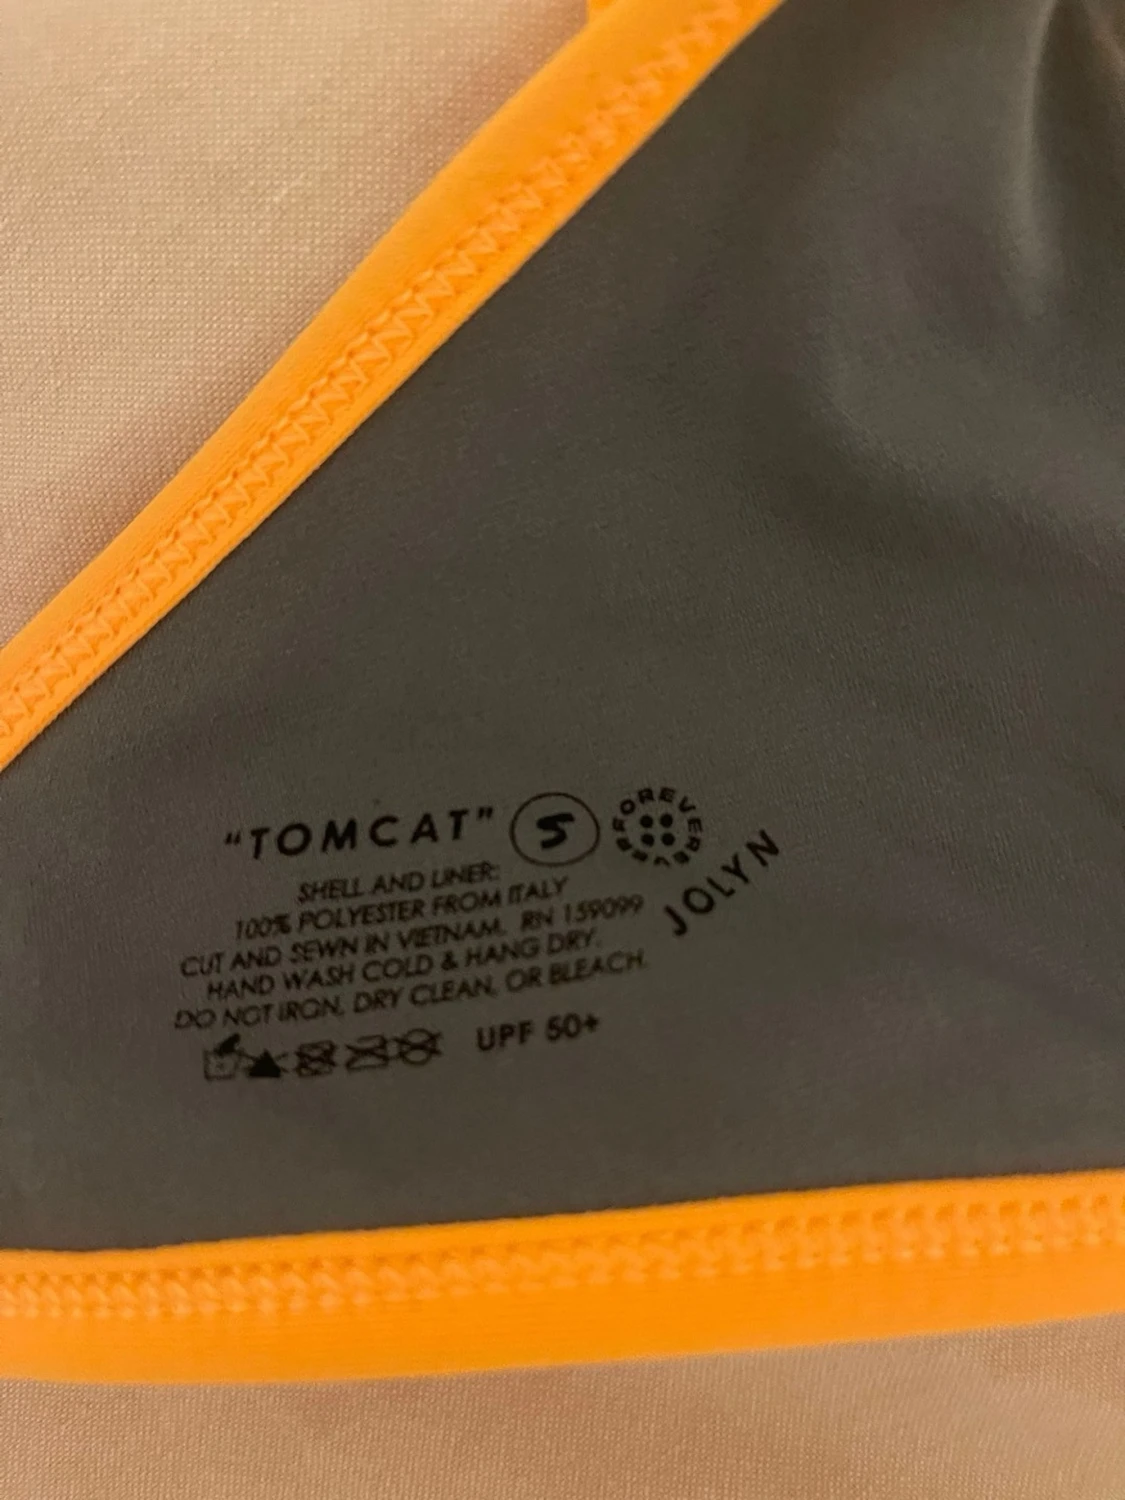 "TOMCAT" S FOREVER FOREVER
JOLYN
SHELL AND LINER:
100% POLYESTER FROM ITALY
CUT AND SEWN IN VIETNAM. RN 159099
HAND WASH COLD & HANG DRY.
DO NOT IRON, DRY CLEAN, OR BLEACH.
UPF 50+